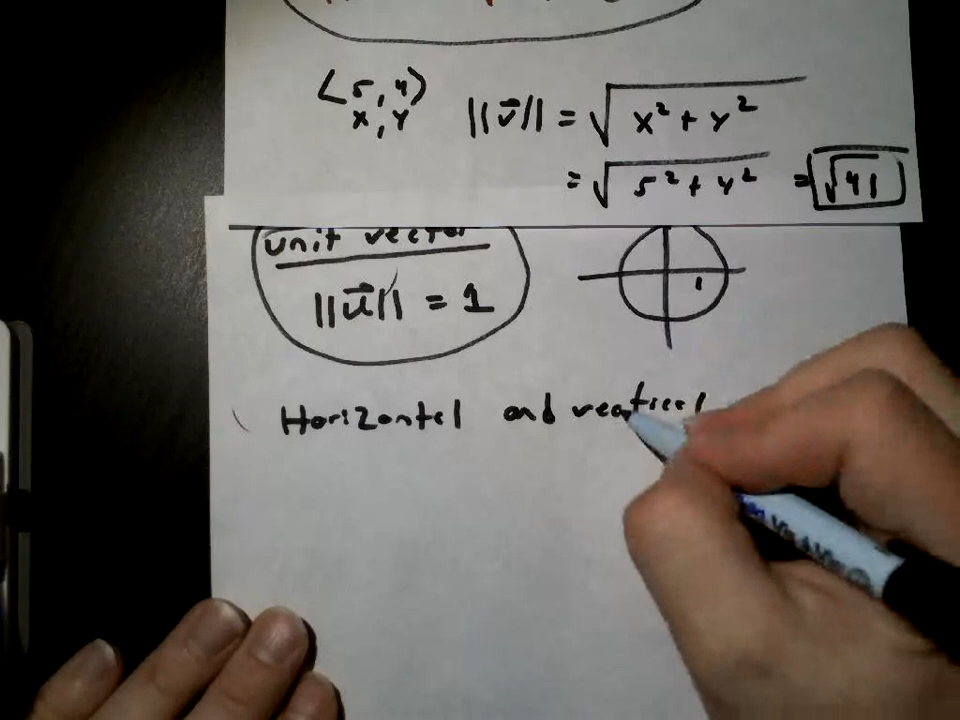 <5, 4>
x, y
||v⃗|| = √x² + y²
= √5² + 4² = √41
unit vector
||u⃗|| = 1
1
Horizontal and vertical